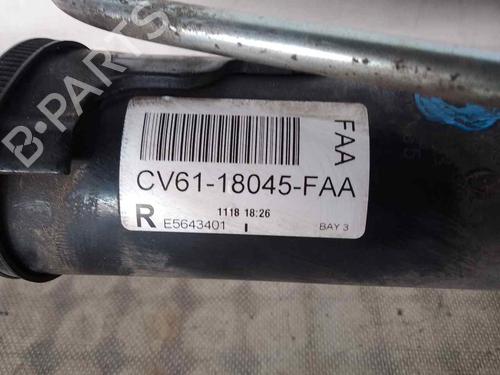 B-PARTS
FAA
CV61-18045-FAA
1118 18:26
R E5643401 I BAY 3